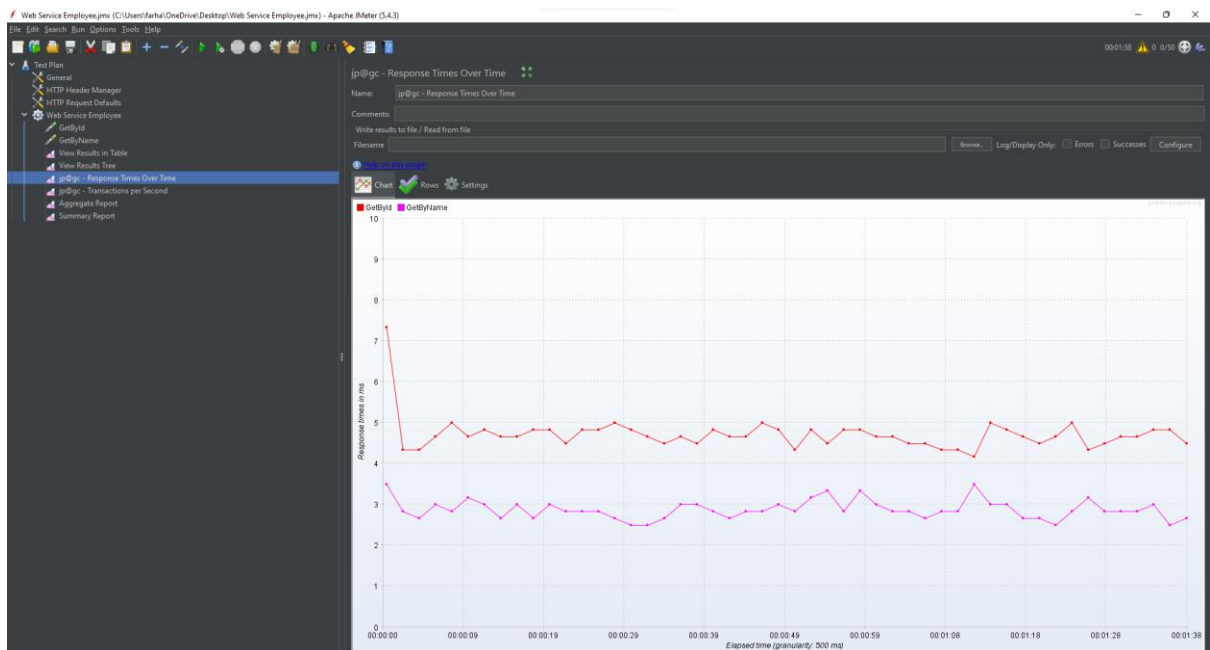 Web Service Employee.jmx (C:\Users\farha\OneDrive\Desktop\Web Service Employee.jmx) - Apache JMeter (5.4.3)
File Edit Search Run Options Tools Help
00:01:38 0 0/50
Test Plan
General
HTTP Header Manager
HTTP Request Defaults
Web Service Employee
GetById
GetByName
View Results in Table
View Results Tree
jp@gc - Response Times Over Time
jp@gc - Transactions per Second
Aggregate Report
Summary Report
jp@gc - Response Times Over Time
Name: jp@gc - Response Times Over Time
Comments:
Write results to file / Read from file
Filename Browse... Log/Display Only: Errors Successes Configure
Help on this plugin
Chart Rows Settings
GetById GetByName
10
9
8
7
6
5
4
3
2
1
0
Response times in ms
00:00:00 00:00:09 00:00:19 00:00:29 00:00:39 00:00:49 00:00:59 00:01:08 00:01:18 00:01:28 00:01:38
Elapsed time (granularity: 500 ms)